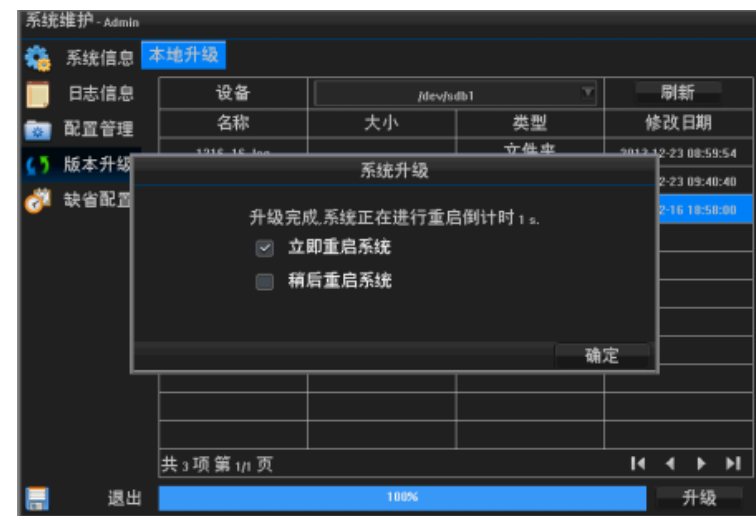 系统维护 - Admin
系统信息 本地升级
日志信息 设备 /dev/sdb1 刷新
配置管理 名称 大小 类型 修改日期
1216_16_log 文件夹 2013-12-23 08:59:54
版本升级 系统升级 2-23 09:40:40
缺省配置 2-16 18:58:00
升级完成,系统正在进行重启倒计时 1 s.
立即重启系统
稍后重启系统
确定
共 3 项 第 1/1 页
退出 100% 升级